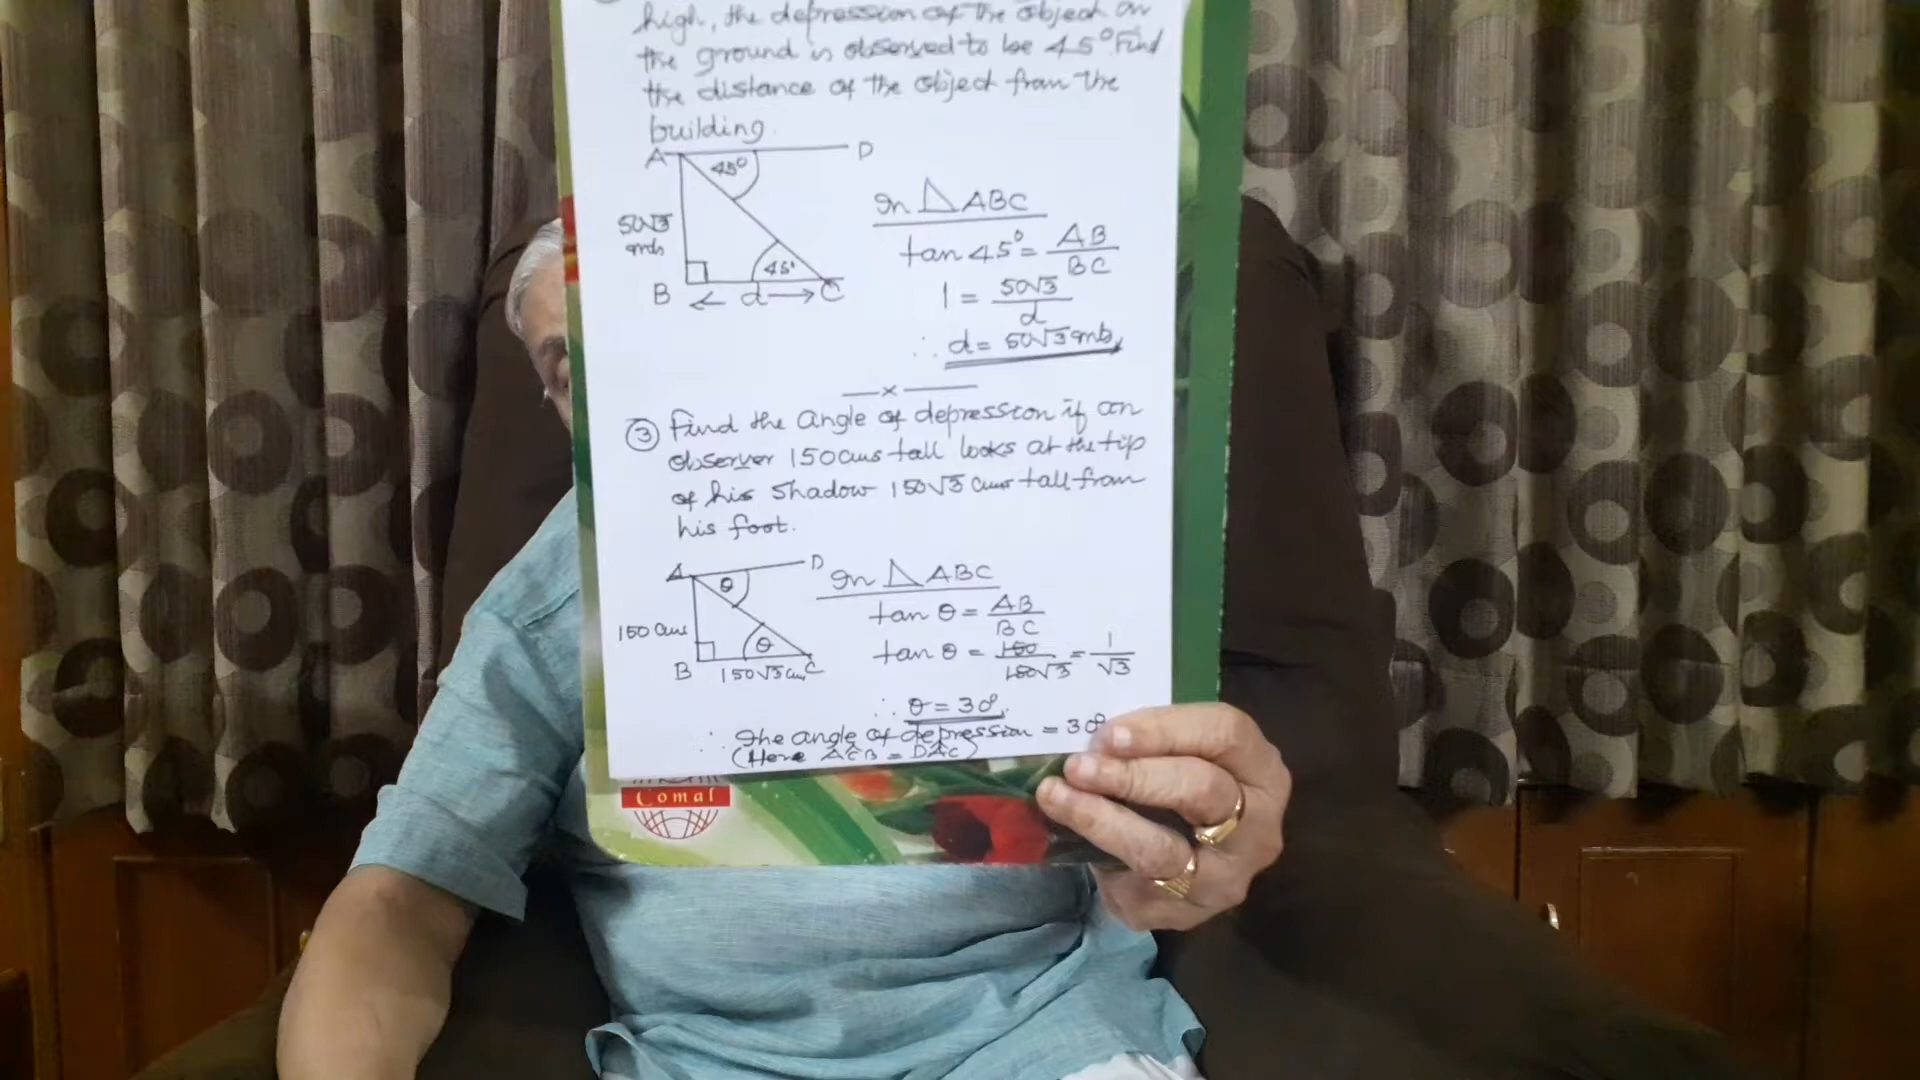 high, the depression of the object on
the ground is observed to be 45° Find
the distance of the object from the
building.
A D
45°
In △ ABC
50√3
mts
tan 45° = AB/BC
45°
1 = 50√3/d
B ← d → C
∴ d = 50√3 mts
—×—
③ Find the angle of depression if an
observer 150 cms tall looks at the tip
of his shadow 150√3 cms tall from
his foot.
A D
θ
In △ ABC
tan θ = AB/BC
150 cms
θ
tan θ = 150/150√3 = 1/√3
B 150√3 cms C
∴ θ = 30°.
∴ The angle of depression = 30°
(Here AĈB = DÂC)
Comal